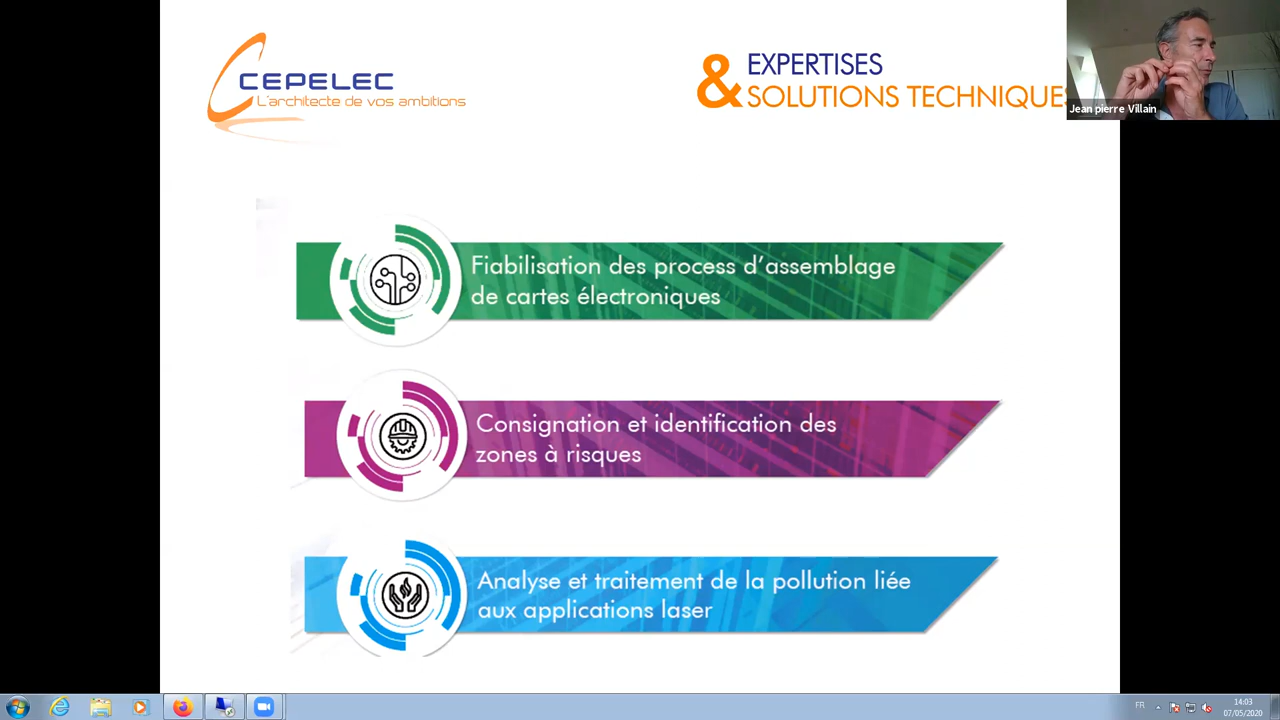 CEPELEC
L'architecte de vos ambitions
& EXPERTISES
SOLUTIONS TECHNIQUES
Jean pierre Villain
Fiabilisation des process d'assemblage
de cartes électroniques
Consignation et identification des
zones à risques
Analyse et traitement de la pollution liée
aux applications laser
FR
14:03
07/05/2020